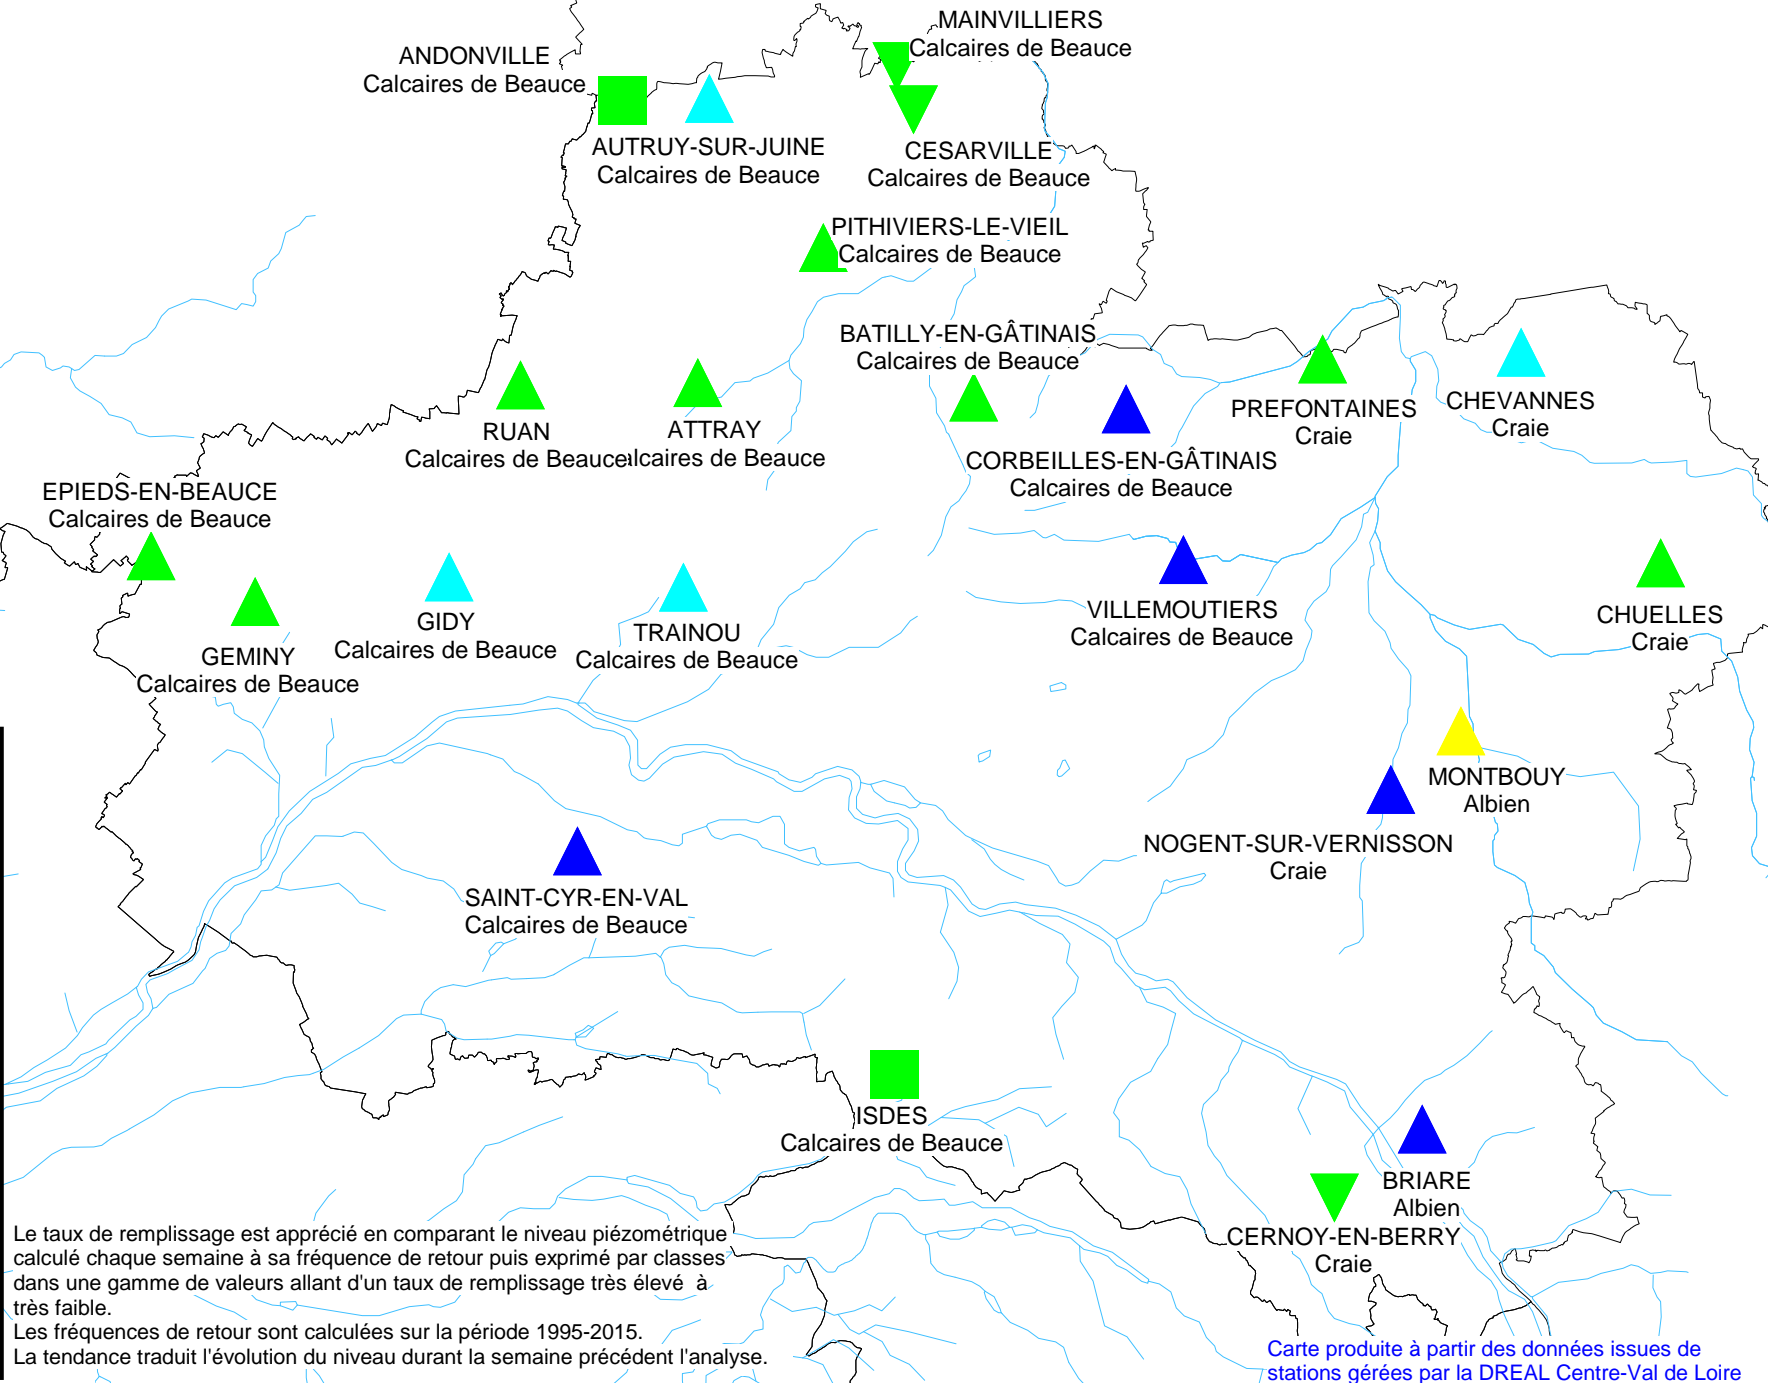 MAINVILLIERS
Calcaires de Beauce
ANDONVILLE
Calcaires de Beauce
AUTRUY-SUR-JUINE
Calcaires de Beauce
CESARVILLE
Calcaires de Beauce
PITHIVIERS-LE-VIEIL
Calcaires de Beauce
BATILLY-EN-GÂTINAIS
Calcaires de Beauce
RUAN
Calcaires de Beauce
ATTRAY
alcaires de Beauce
PREFONTAINES
Craie
CHEVANNES
Craie
CORBEILLES-EN-GÂTINAIS
Calcaires de Beauce
EPIEDS-EN-BEAUCE
Calcaires de Beauce
GEMINY
Calcaires de Beauce
GIDY
Calcaires de Beauce
TRAINOU
Calcaires de Beauce
VILLEMOUTIERS
Calcaires de Beauce
CHUELLES
Craie
MONTBOUY
Albien
NOGENT-SUR-VERNISSON
Craie
SAINT-CYR-EN-VAL
Calcaires de Beauce
ISDES
Calcaires de Beauce
BRIARE
Albien
CERNOY-EN-BERRY
Craie
Le taux de remplissage est apprécié en comparant le niveau piézométrique
calculé chaque semaine à sa fréquence de retour puis exprimé par classes
dans une gamme de valeurs allant d'un taux de remplissage très élevé à
très faible.
Les fréquences de retour sont calculées sur la période 1995-2015.
La tendance traduit l'évolution du niveau durant la semaine précédent l'analyse.
Carte produite à partir des données issues de
stations gérées par la DREAL Centre-Val de Loire